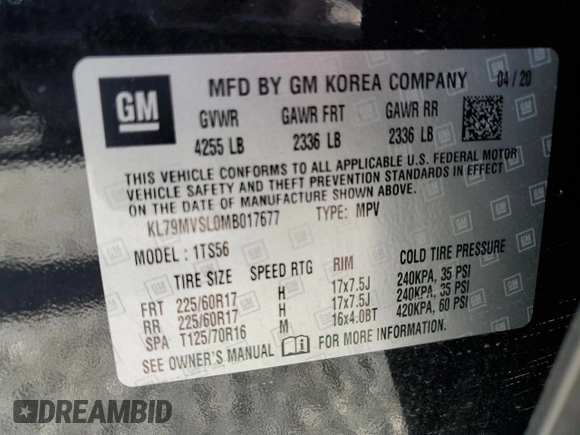 GM
MFD BY GM KOREA COMPANY 04/20
GVWR GAWR FRT GAWR RR
4255 LB 2336 LB 2336 LB
THIS VEHICLE CONFORMS TO ALL APPLICABLE U.S. FEDERAL MOTOR
VEHICLE SAFETY AND THEFT PREVENTION STANDARDS IN EFFECT
ON THE DATE OF MANUFACTURE SHOWN ABOVE.
KL79MVSL0MB017677 TYPE: MPV
MODEL : 1TS56
TIRE SIZE SPEED RTG RIM COLD TIRE PRESSURE
FRT 225/60R17 H 17x7.5J 240KPA, 35 PSI
RR 225/60R17 H 17x7.5J 240KPA, 35 PSI
SPA T125/70R16 M 16x4.0BT 420KPA, 60 PSI
SEE OWNER'S MANUAL FOR MORE INFORMATION.
DREAMBID